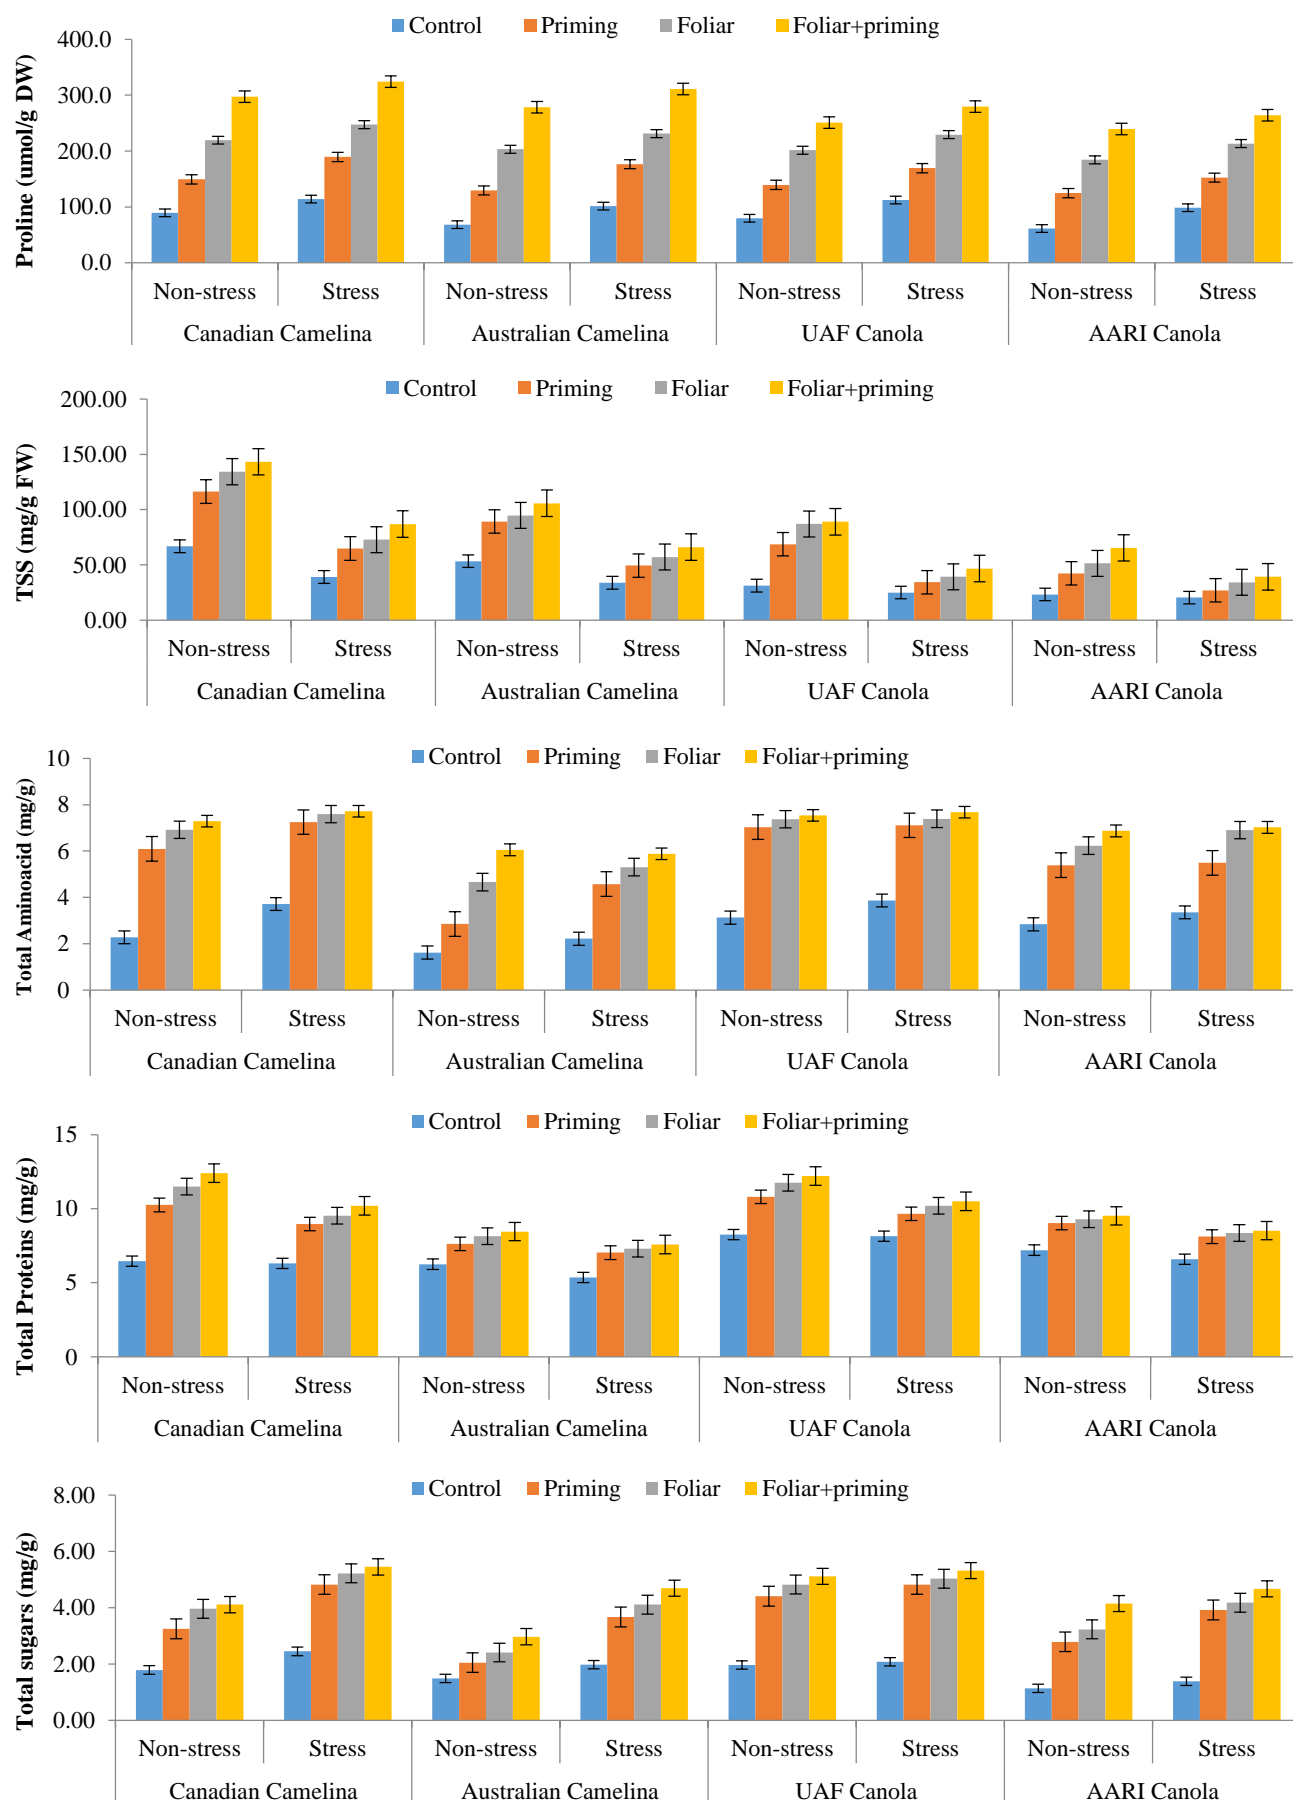 Control Priming Foliar Foliar+priming
Proline (umol/g DW)
400.0
300.0
200.0
100.0
0.0
Non-stress Stress Non-stress Stress Non-stress Stress Non-stress Stress
Canadian Camelina Australian Camelina UAF Canola AARI Canola
Control Priming Foliar Foliar+priming
TSS (mg/g FW)
200.00
150.00
100.00
50.00
0.00
Non-stress Stress Non-stress Stress Non-stress Stress Non-stress Stress
Canadian Camelina Australian Camelina UAF Canola AARI Canola
Control Priming Foliar Foliar+priming
Total Aminoacid (mg/g)
10
8
6
4
2
0
Non-stress Stress Non-stress Stress Non-stress Stress Non-stress Stress
Canadian Camelina Australian Camelina UAF Canola AARI Canola
Control Priming Foliar Foliar+priming
Total Proteins (mg/g)
15
10
5
0
Non-stress Stress Non-stress Stress Non-stress Stress Non-stress Stress
Canadian Camelina Australian Camelina UAF Canola AARI Canola
Control Priming Foliar Foliar+priming
Total sugars (mg/g)
8.00
6.00
4.00
2.00
0.00
Non-stress Stress Non-stress Stress Non-stress Stress Non-stress Stress
Canadian Camelina Australian Camelina UAF Canola AARI Canola